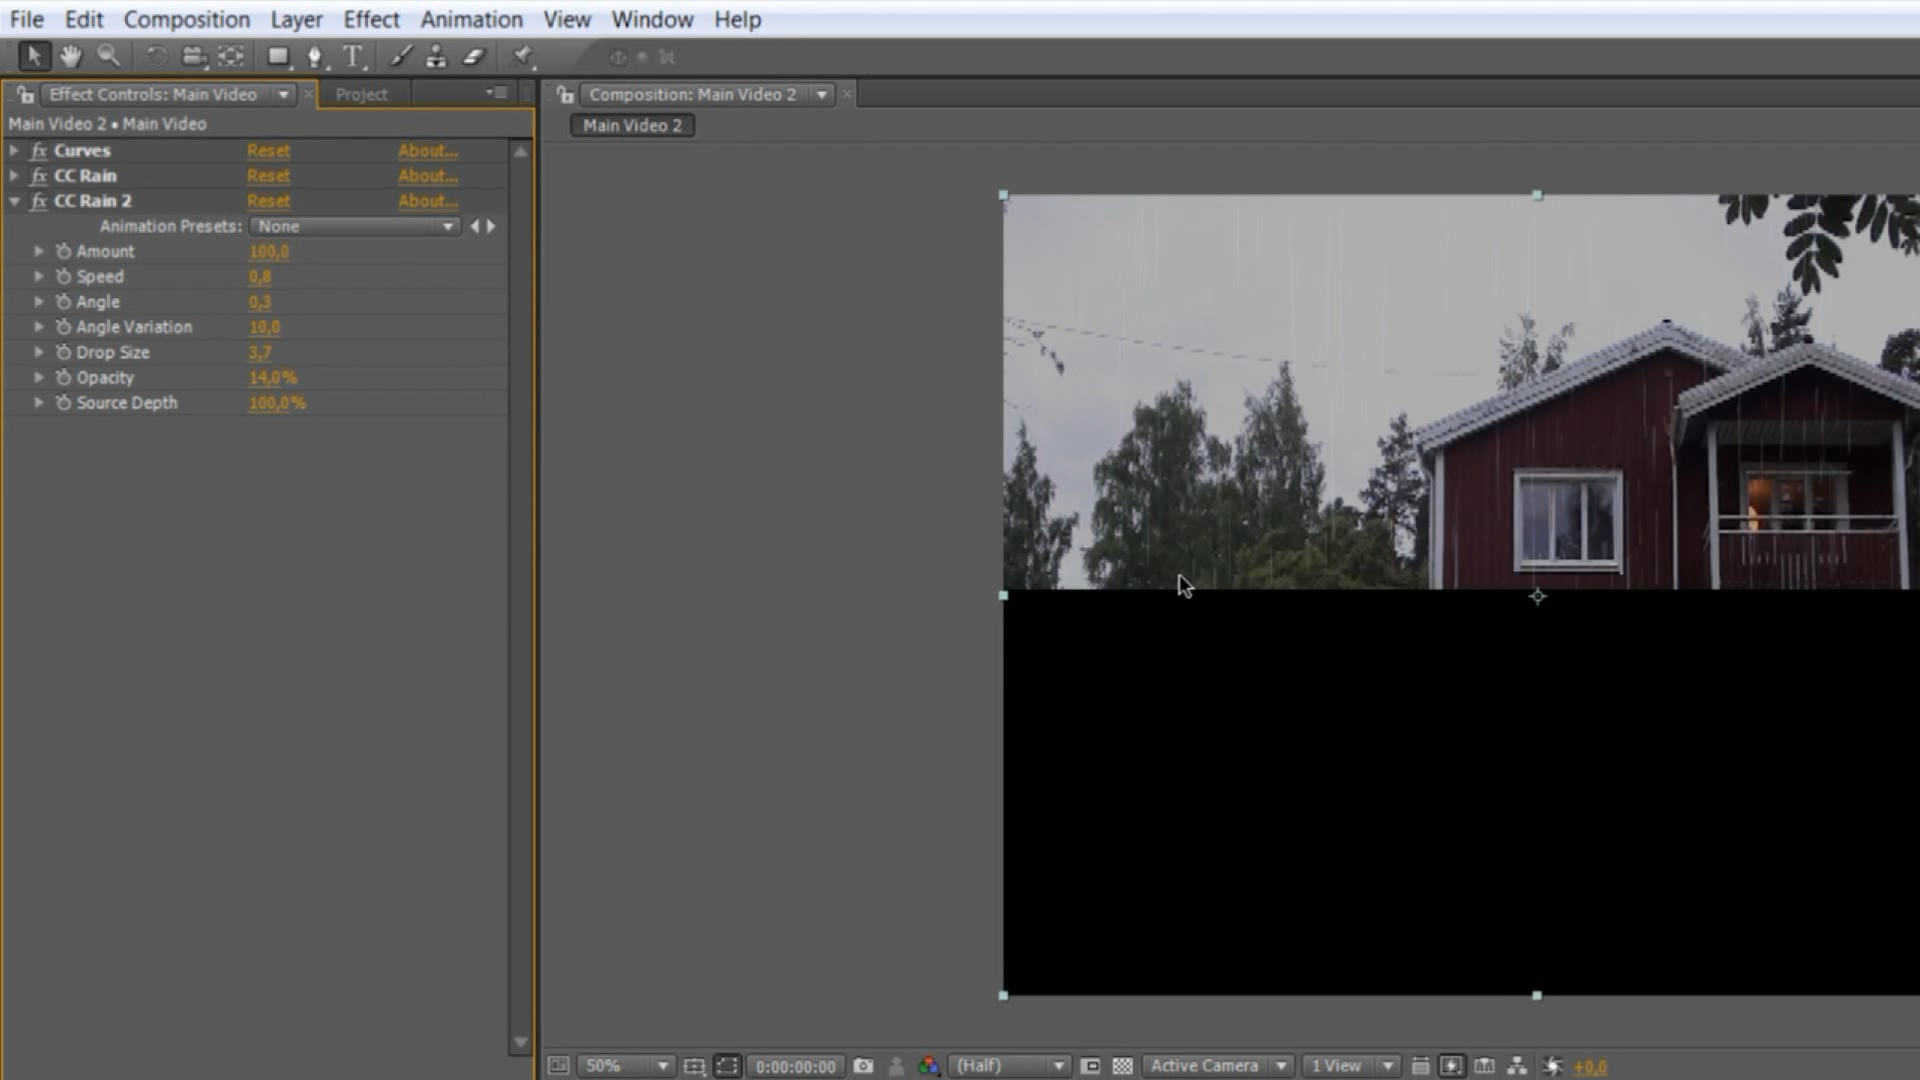 File Edit Composition Layer Effect Animation View Window Help
Effect Controls: Main Video Project
Composition: Main Video 2
Main Video 2 • Main Video
Main Video 2
fx Curves Reset About...
fx CC Rain Reset About...
fx CC Rain 2 Reset About...
Animation Presets: None
Amount 100,0
Speed 0,8
Angle 0,3
Angle Variation 10,0
Drop Size 3,7
Opacity 14,0%
Source Depth 100,0%
50% 0:00:00:00 (Half) Active Camera 1 View +0,0